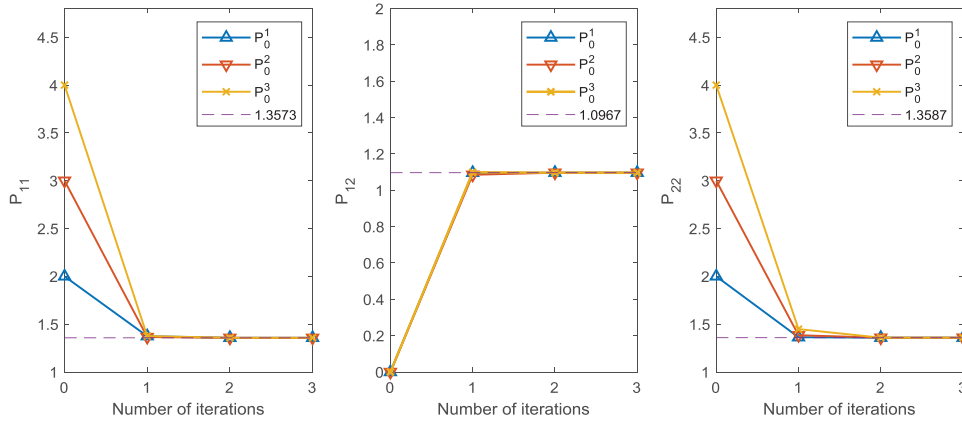 4.5
4
3.5
3
2.5
2
1.5
1
0
1
2
3
P11
Number of iterations
P01
P02
P03
1.3573
2
1.8
1.6
1.4
1.2
1
0.8
0.6
0.4
0.2
0
0
1
2
3
P12
Number of iterations
P01
P02
P03
1.0967
4.5
4
3.5
3
2.5
2
1.5
1
0
1
2
3
P22
Number of iterations
P01
P02
P03
1.3587